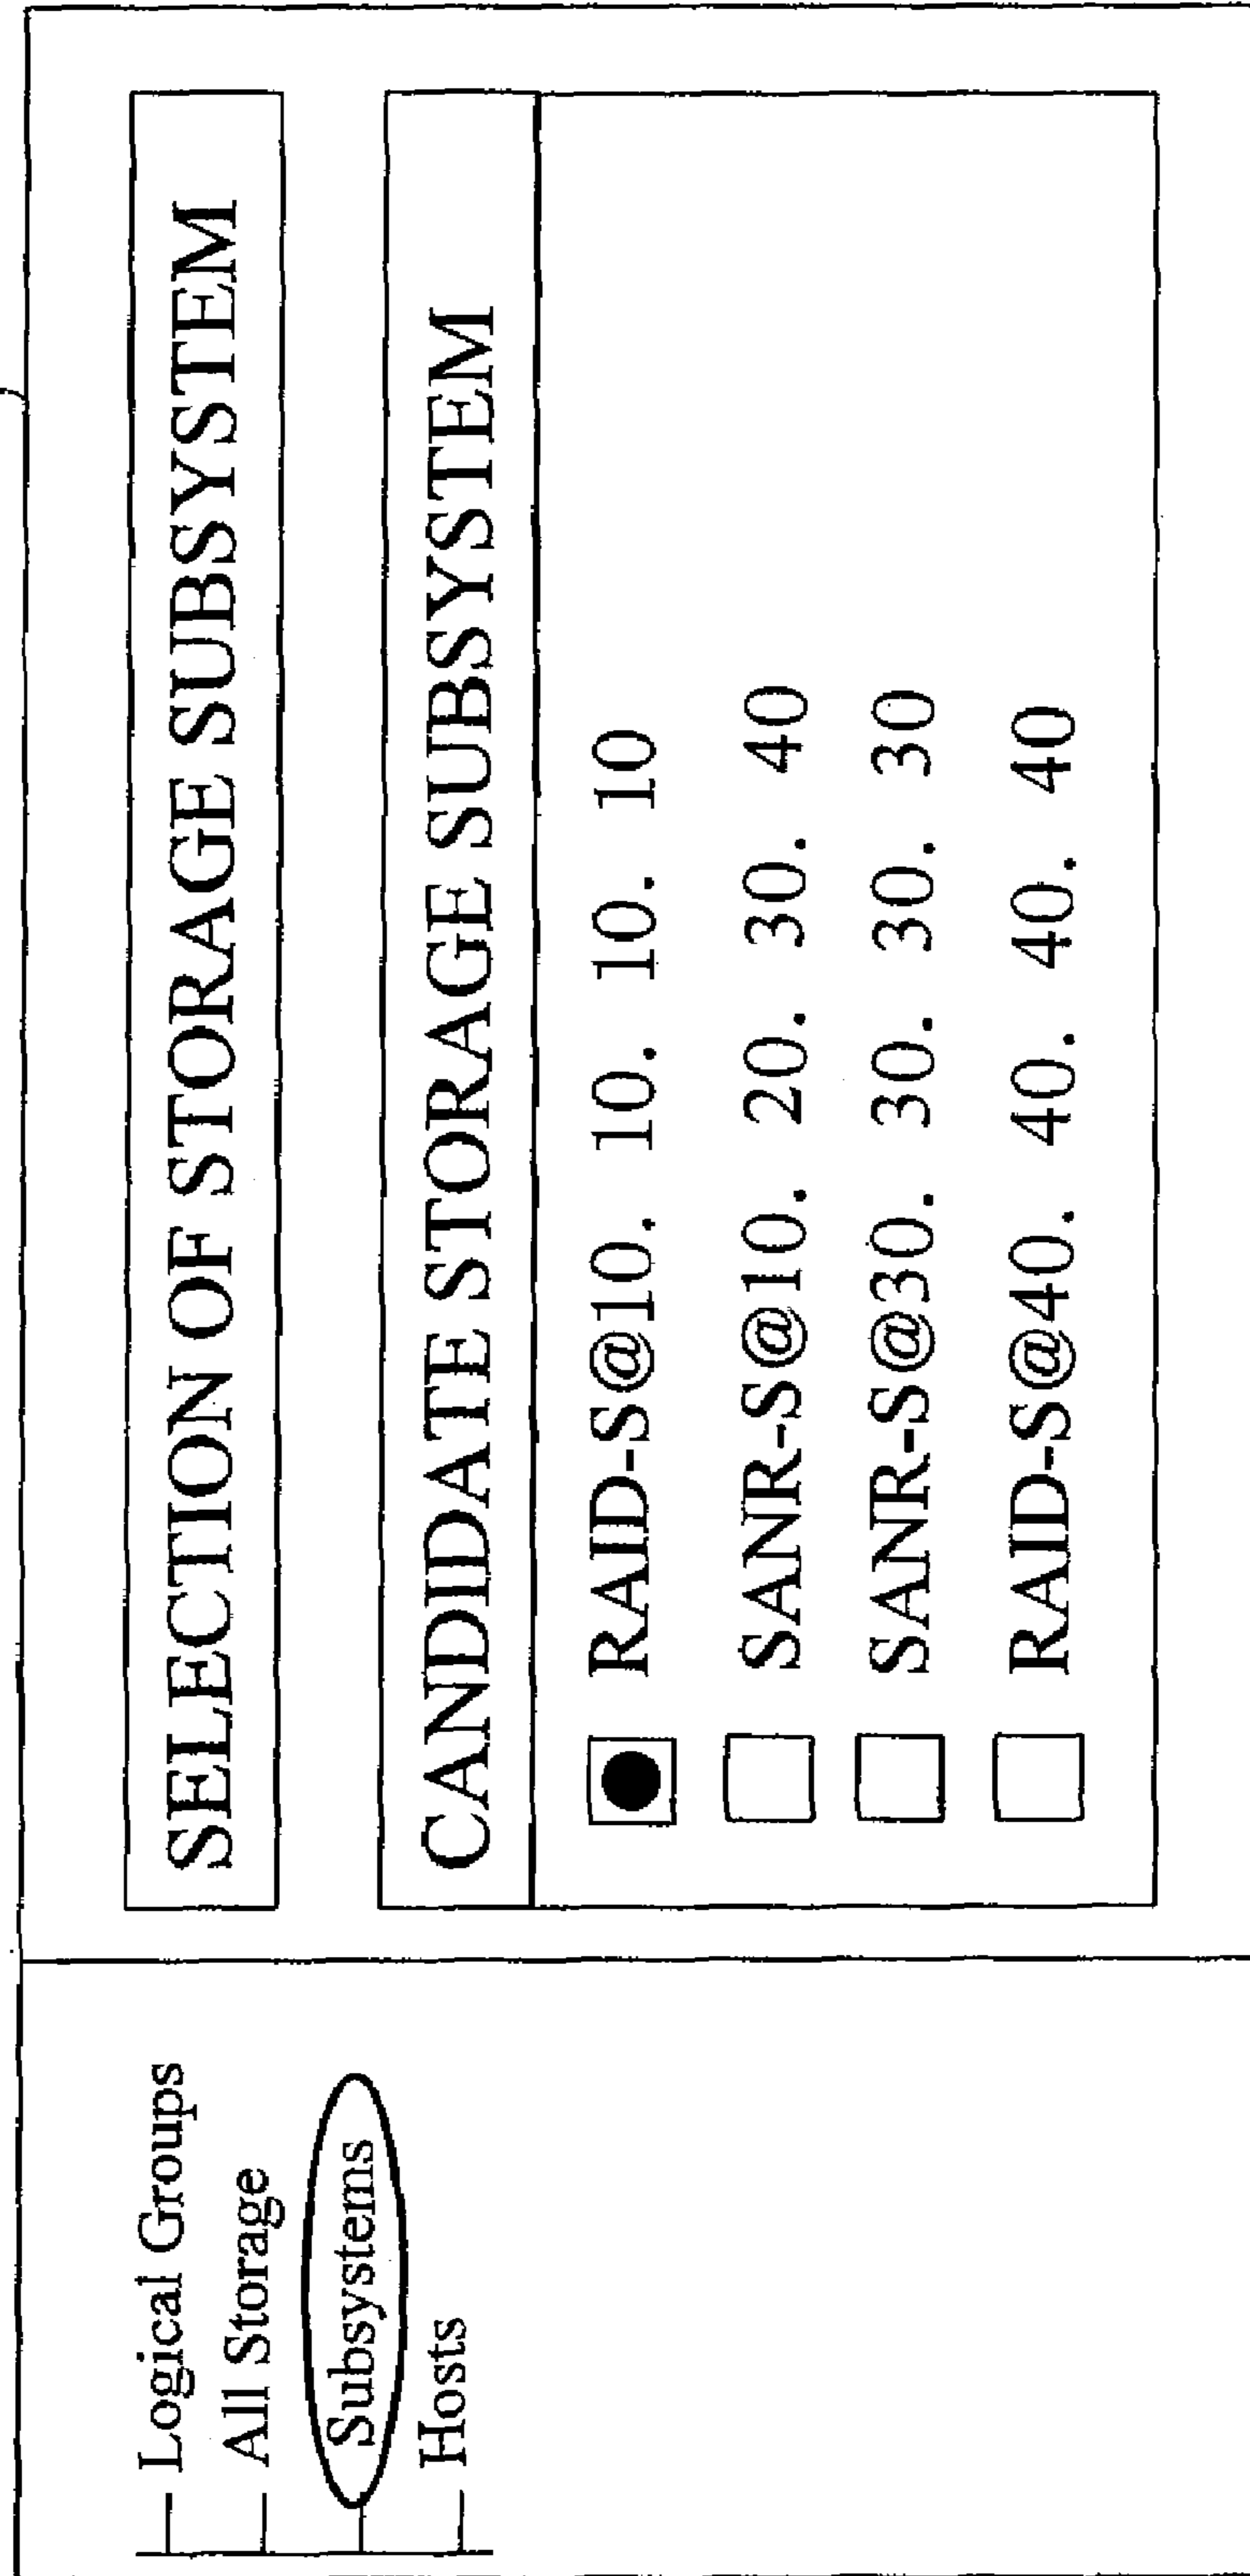 Logical Groups
All Storage
Subsystems
Hosts
SELECTION OF STORAGE SUBSYSTEM
CANDIDATE STORAGE SUBSYSTEM
RAID-S@10. 10. 10. 10
SANR-S@10. 20. 30. 40
SANR-S@30. 30. 30. 30
RAID-S@40. 40. 40. 40